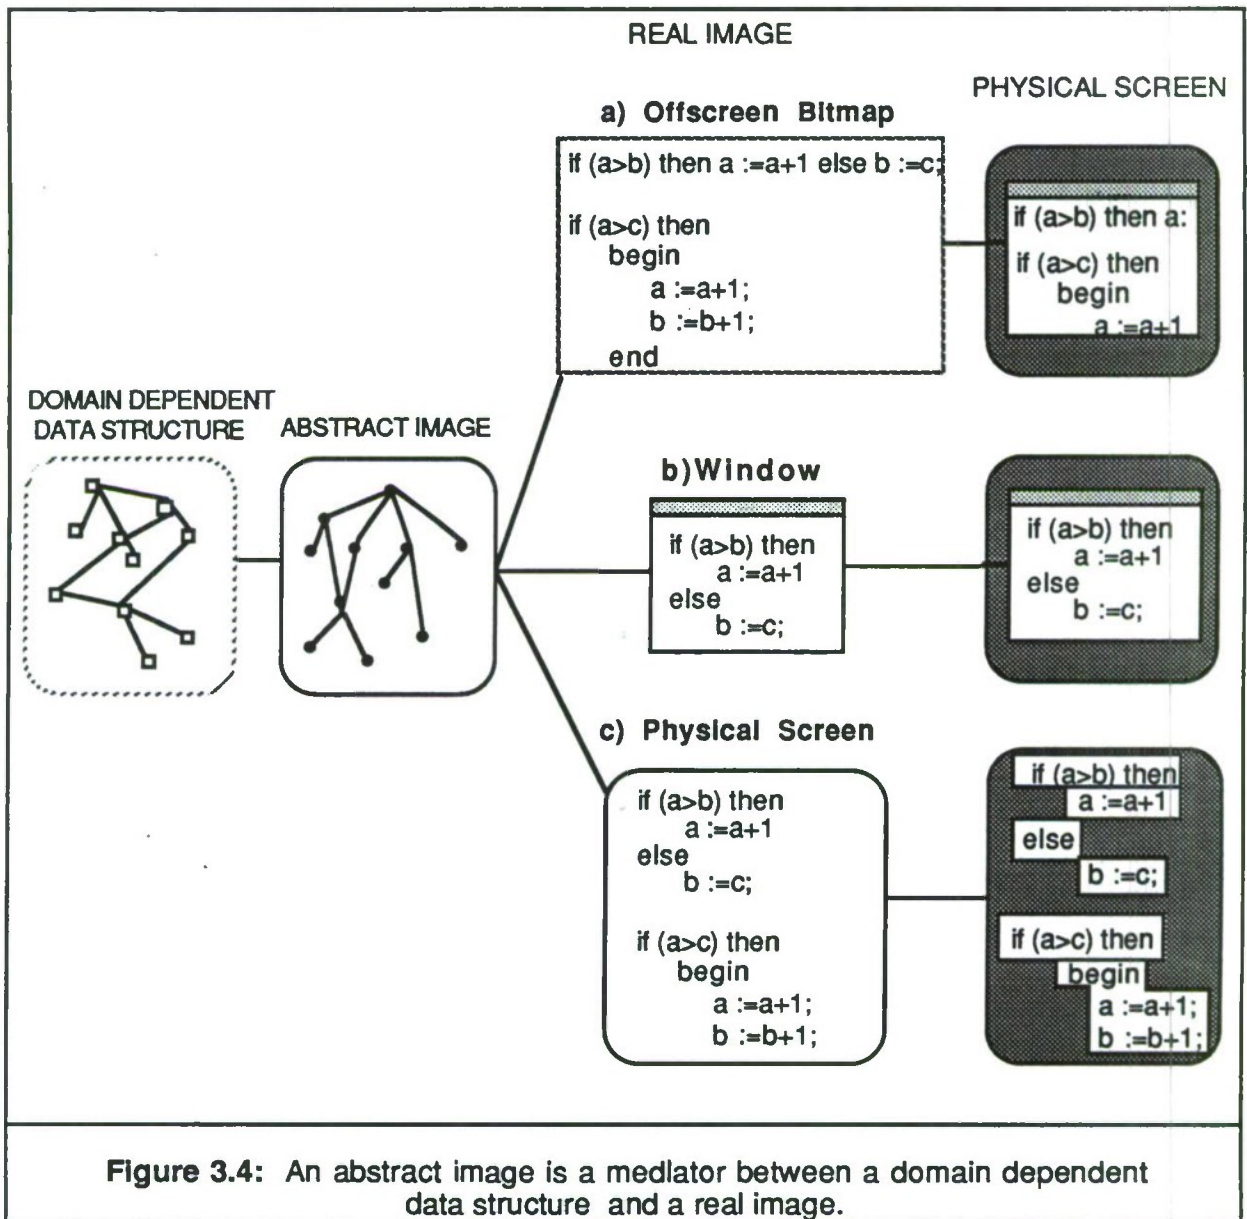 REAL IMAGE
PHYSICAL SCREEN
a) Offscreen Bitmap
if (a>b) then a :=a+1 else b :=c;
if (a>c) then
begin
a :=a+1;
b :=b+1;
end
if (a>b) then a:
if (a>c) then
begin
a :=a+1
DOMAIN DEPENDENT
DATA STRUCTURE
ABSTRACT IMAGE
b)Window
if (a>b) then
a :=a+1
else
b :=c;
if (a>b) then
a :=a+1
else
b :=c;
c) Physical Screen
if (a>b) then
a :=a+1
else
b :=c;
if (a>c) then
begin
a :=a+1;
b :=b+1;
if (a>b) then
a :=a+1
else
b :=c;
if (a>c) then
begin
a :=a+1;
b :=b+1;
Figure 3.4: An abstract image is a mediator between a domain dependent
data structure and a real image.